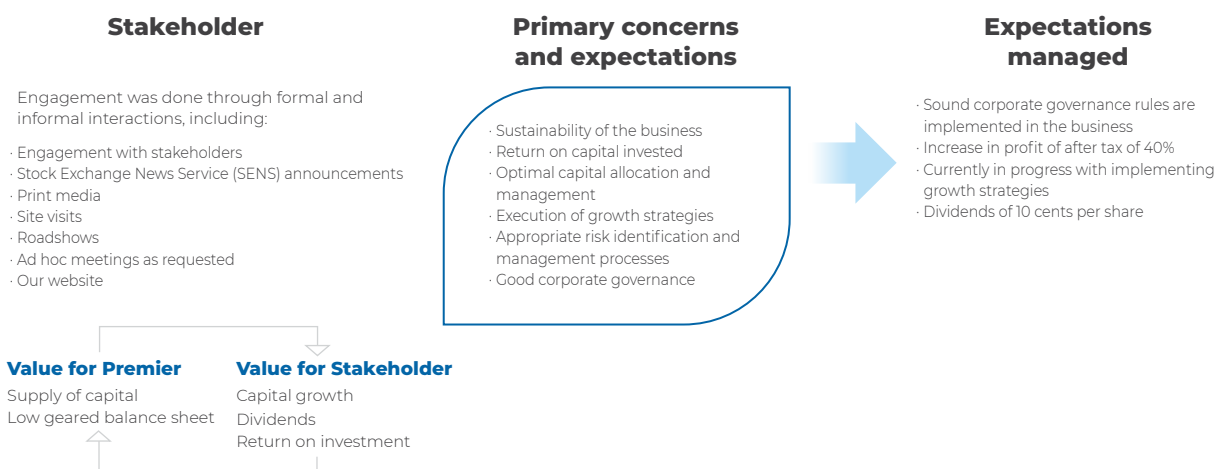 Stakeholder
Engagement was done through formal and
informal interactions, including:
· Engagement with stakeholders
· Stock Exchange News Service (SENS) announcements
· Print media
· Site visits
· Roadshows
· Ad hoc meetings as requested
· Our website
Value for Premier
Supply of capital
Low geared balance sheet
Value for Stakeholder
Capital growth
Dividends
Return on investment
Primary concerns
and expectations
· Sustainability of the business
· Return on capital invested
· Optimal capital allocation and
management
· Execution of growth strategies
· Appropriate risk identification and
management processes
· Good corporate governance
Expectations
managed
· Sound corporate governance rules are
implemented in the business
· Increase in profit of after tax of 40%
· Currently in progress with implementing
growth strategies
· Dividends of 10 cents per share